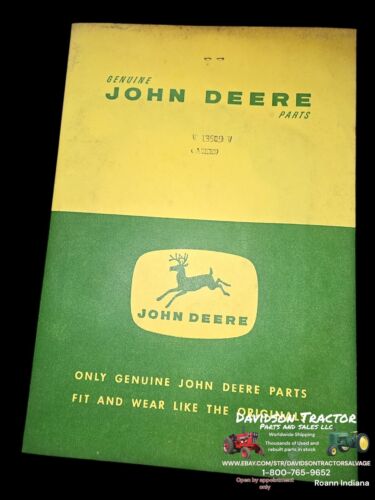 GENUINE
JOHN DEERE
PARTS
JOHN DEERE
ONLY GENUINE JOHN DEERE PARTS
FIT AND WEAR LIKE THE ORIGINAL
DAVIDSON TRACTOR
PARTS AND SALES LLC
Worldwide Shipping
Thousands of Used and
rebuilt parts in stock
WWW.EBAY.COM/STR/DAVIDSONTRACTORSALVAGE
1-800-765-9652
Open by appointment
only
Roann Indiana